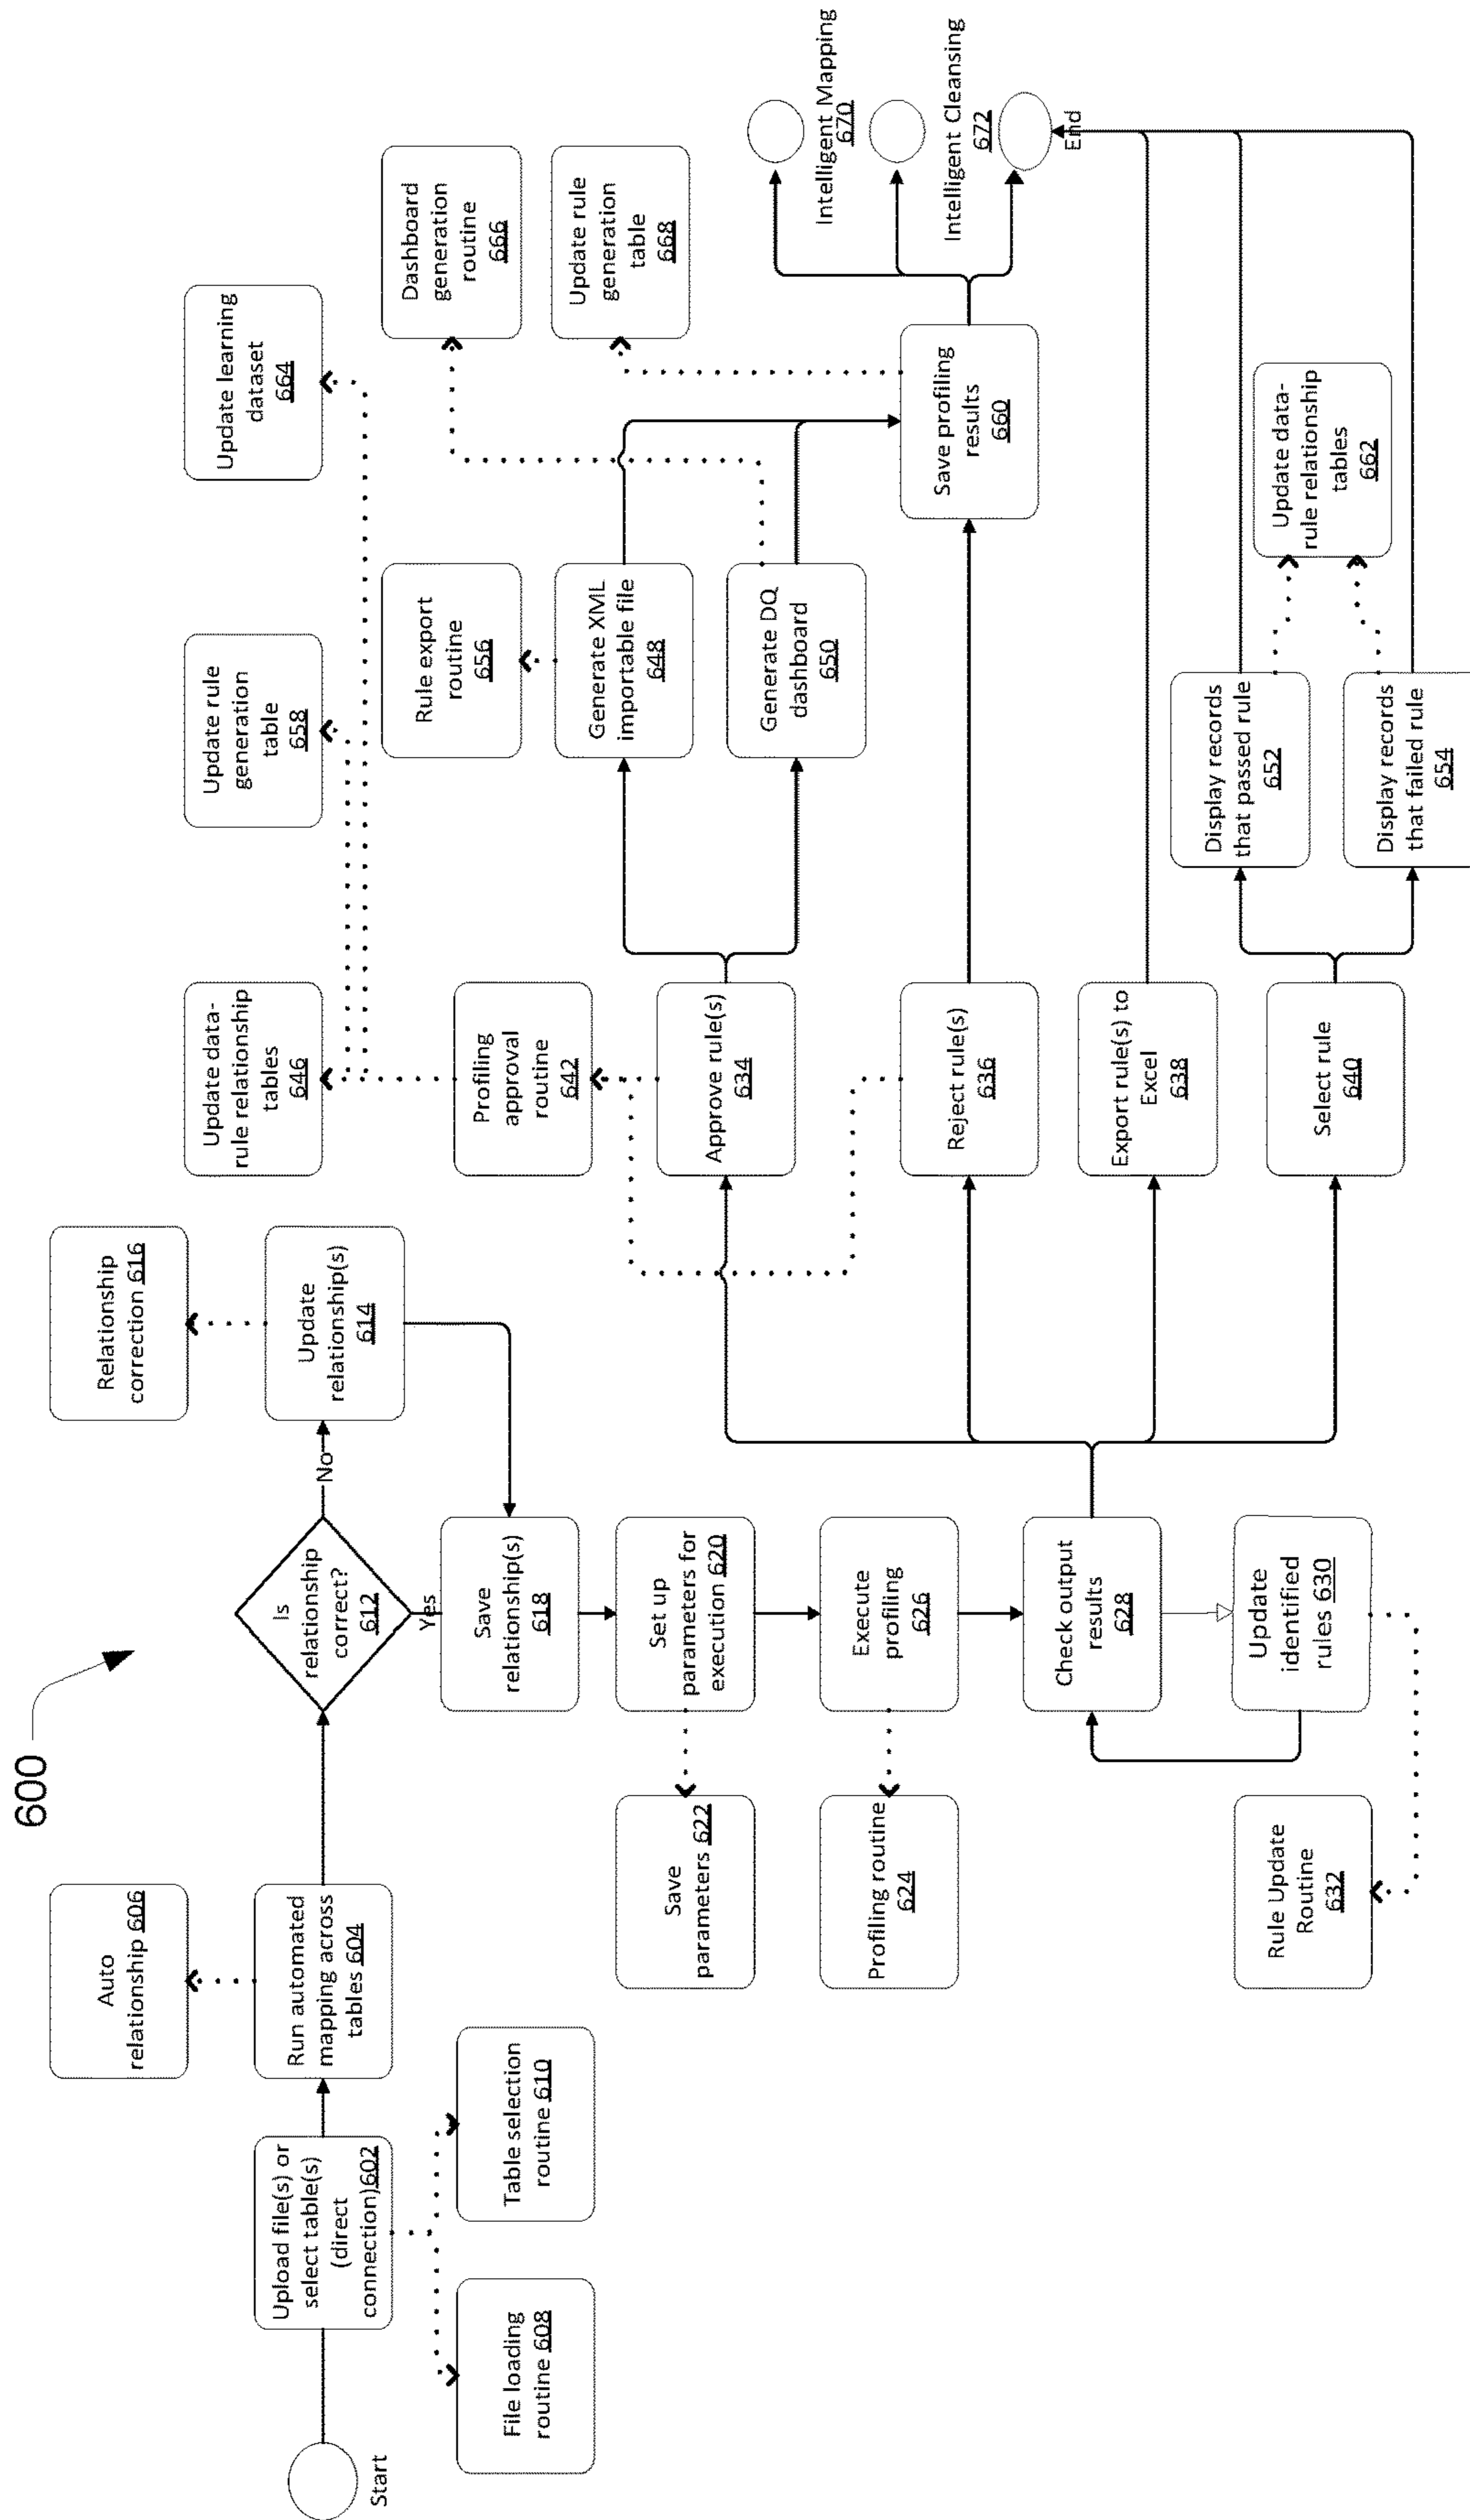 600
Start
Upload file(s) or
select table(s)
(direct
connection)602
File loading
routine 608
Table selection
routine 610
Auto
relationship 606
Run automated
mapping across
tables 604
Is
relationship
correct?
612
No
Yes
Relationship
correction 616
Update
relationship(s)
614
Save
relationship(s)
618
Set up
parameters for
execution 620
Save
parameters 622
Execute
profiling
626
Profiling routine
624
Check output
results
628
Update
identified
rules 630
Rule Update
Routine
632
Update data-
rule relationship
tables
646
Profiling
approval
routine
642
Approve rule(s)
634
Reject rule(s)
636
Export rule(s) to
Excel
638
Select rule
640
Update rule
generation
table
658
Update learning
dataset
664
Rule export
routine
656
Generate XML
importable file
648
Generate DQ
dashboard
650
Display records
that passed rule
652
Display records
that failed rule
654
Dashboard
generation
routine
666
Update rule
generation
table
668
Save profiling
results
660
Update data-
rule relationship
tables
662
Intelligent Mapping
670
Intelligent Cleansing
672
End